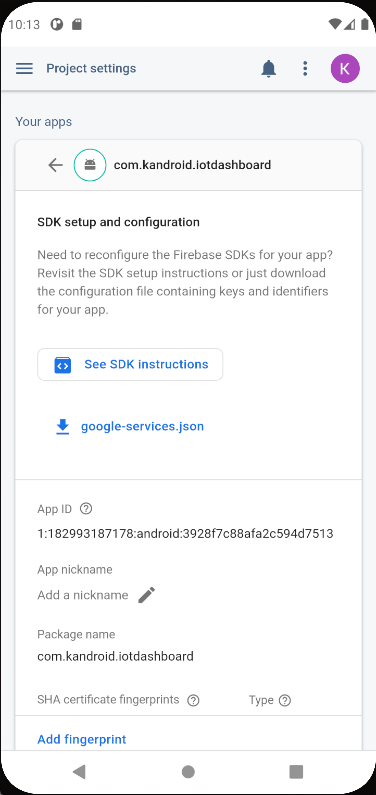 10:13
Project settings
K
Your apps
com.kandroid.iotdashboard
SDK setup and configuration
Need to reconfigure the Firebase SDKs for your app?
Revisit the SDK setup instructions or just download
the configuration file containing keys and identifiers
for your app.
See SDK instructions
google-services.json
App ID
1:182993187178:android:3928f7c88afa2c594d7513
App nickname
Add a nickname
Package name
com.kandroid.iotdashboard
SHA certificate fingerprints Type
Add fingerprint